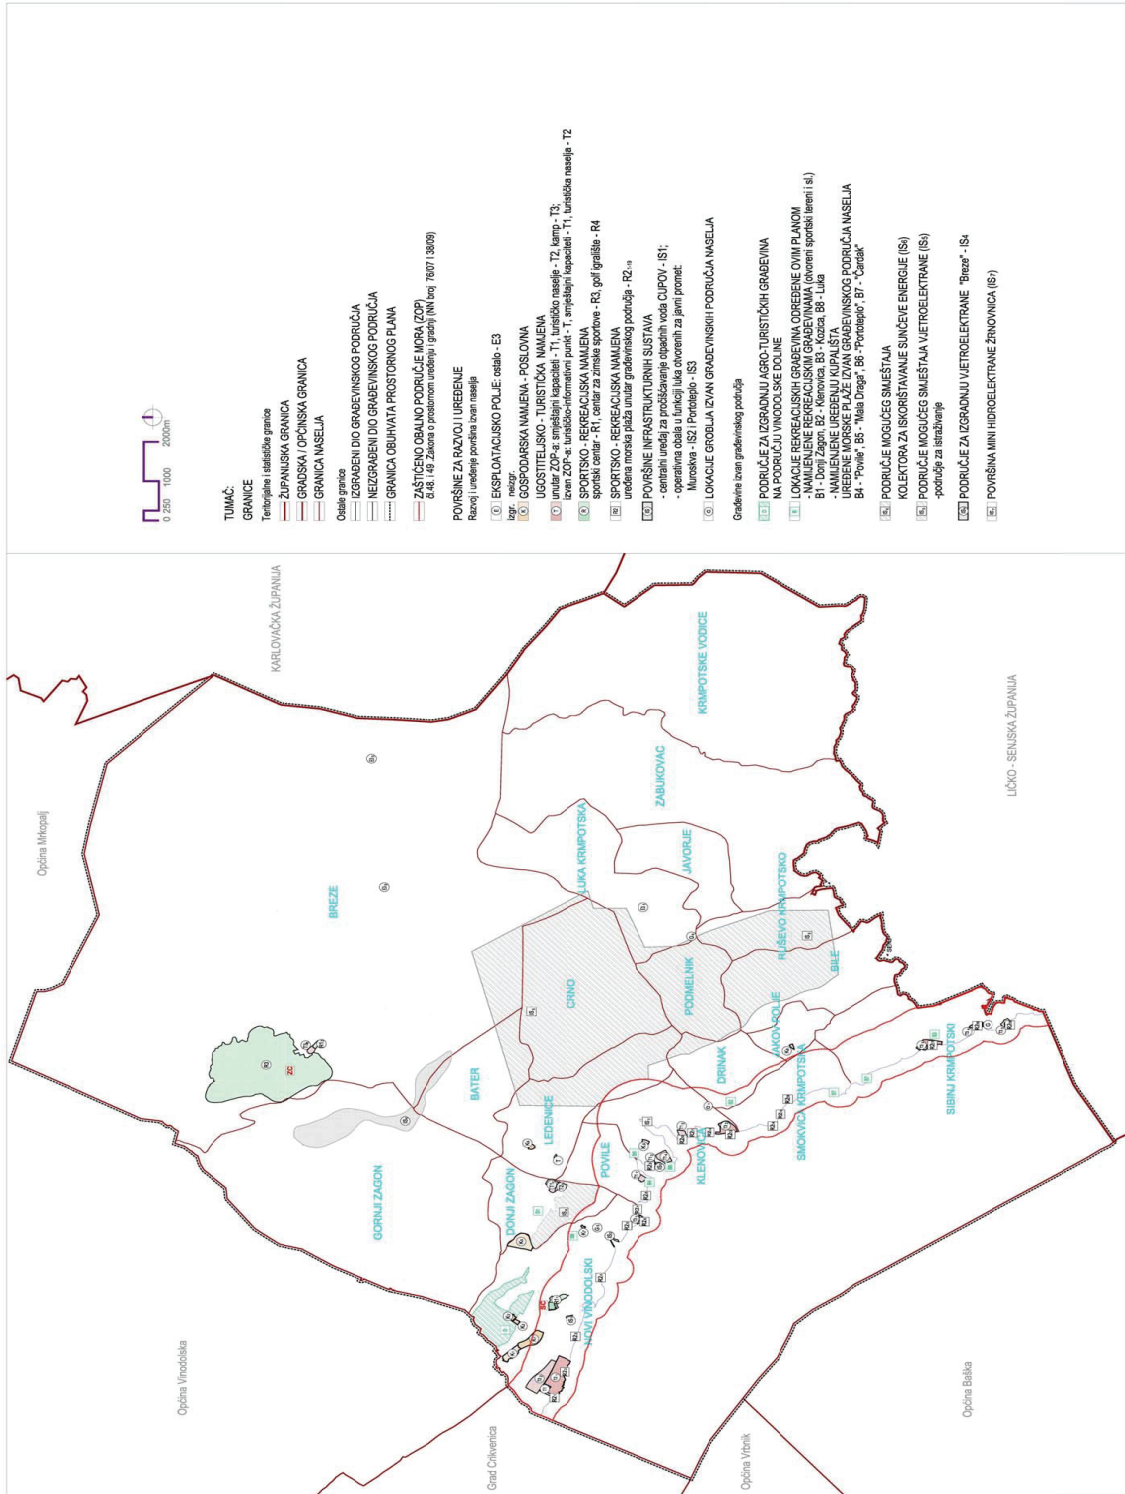 0 250 1000 2000m
TUMAČ:
GRANICE
Teritorijalne i statističke granice
ŽUPANIJSKA GRANICA
GRADSKA / OPĆINSKA GRANICA
GRANICA NASELJA
Ostale granice
IZGRAĐENI DIO GRAĐEVINSKOG PODRUČJA
NEIZGRAĐENI DIO GRAĐEVINSKOG PODRUČJA
GRANICA OBUHVATA PROSTORNOG PLANA
ZAŠTIĆENO OBALNO PODRUČJE MORA (ZOP)
čl.48. i 49 Zakona o prostornom uređenju i gradnji (NN broj 76/07 i 38/09)
POVRŠINE ZA RAZVOJ I UREĐENJE
Razvoj i uređenje površina izvan naselja
E EKSPLOATACIJSKO POLJE: ostalo - E3
izgr. neizgr.
K GOSPODARSKA NAMJENA - POSLOVNA
UGOSTITELJSKO - TURISTIČKA NAMJENA
T unutar ZOP-a: smještajni kapaciteti - T1, turističko naselje - T2, kamp - T3;
izvan ZOP-a: turističko-informativni punkt - T, smještajni kapaciteti - T1, turistička naselja - T2
R SPORTSKO-REKREACIJSKA NAMJENA
sportski centar - R1, centar za zimske sportove - R3, golf igralište - R4
R2 SPORTSKO - REKREACIJSKA NAMJENA
uređena morska plaža unutar građevinskog područja - R2
IS POVRŠINE INFRASTRUKTURNIH SUSTAVA
- centralni uređaj za pročišćavanje otpadnih voda CUPOV - IS1;
- operativna obala u funkciji luka otvorenih za javni promet:
Muroskva - IS2 i Portoteplo - IS3
G LOKACIJE GROBLJA IZVAN GRAĐEVINSKIH PODRUČJA NASELJA
Građevine izvan građevinskog područja
PODRUČJE ZA IZGRADNJU AGRO-TURISTIČKIH GRAĐEVINA
NA PODRUČJU VINODOLSKE DOLINE
LOKACIJE REKREACIJSKIH GRAĐEVINA ODREĐENE OVIM PLANOM
- NAMIJENJENE REKREACIJSKIM GRAĐEVINAMA (otvoreni sportski tereni i sl.)
B1 - Donji Zagon, B2 - Klenovica, B3 - Kozica, B8 - Luka
- NAMIJENJENE UREĐENJU KUPALIŠTA
UREĐENE MORSKE PLAŽE IZVAN GRAĐEVINSKOG PODRUČJA NASELJA
B4 - "Povile", B5 - "Mala Draga", B6 - "Portoteplo", B7 - "Čardak"
PODRUČJE MOGUĆEG SMJEŠTAJA
KOLEKTORA ZA ISKORIŠTAVANJE SUNČEVE ENERGIJE (IS6)
PODRUČJE MOGUĆEG SMJEŠTAJA VJETROELEKTRANE (IS5)
-područje za istraživanje
PODRUČJE ZA IZGRADNJU VJETROELEKTRANE "Breze" - IS4
POVRŠINA MINI HIDROELEKTRANE ŽRNOVNICA (IS7)
KARLOVAČKA ŽUPANIJA
Općina Mrkopalj
BREZE
KRMPOTSKE VODICE
ZABUKOVAC
LUKA KRMPOTSKA
JAVORJE
LIČKO - SENJSKA ŽUPANIJA
RUŠEVO KRMPOTSKO
CRNO
PODMELNIK
BILE
ZC
BATER
JAKOV POLJE
DRINAK
SIBINJ KRMPOTSKI
LEDENICE
SMOKVICA KRMPOTSKA
POVILE
KLENOVICA
GORNJI ZAGON
DONJI ZAGON
NOVI VINODOLSKI
SC
Općina Vinodolska
Grad Crikvenica
Općina Vrbnik
Općina Baška